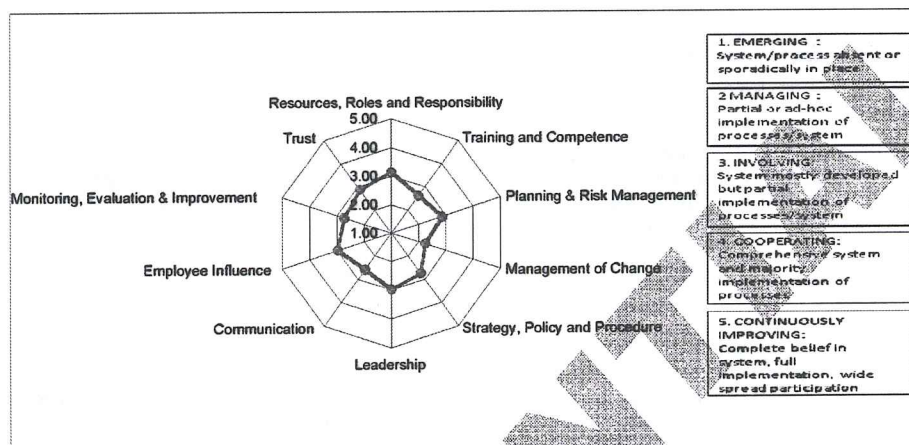 Resources, Roles and Responsibility
Trust
5.00
Training and Competence
4.00
Monitoring, Evaluation & Improvement
3.00
Planning & Risk Management
2.00
1.00
Employee Influence
Management of Change
Communication
Strategy, Policy and Procedure
Leadership
1. EMERGING :
System/process absent or
sporadically in place
2 MANAGING :
Partial or ad-hoc
implementation of
processes/system
3. INVOLVING:
System mostly developed
but partial
implementation of
processes/system
4. COOPERATING:
Comprehensive system
and majority
implementation of
processes
5. CONTINUOUSLY
IMPROVING:
Complete belief in
system, full
implementation, wide
spread participation